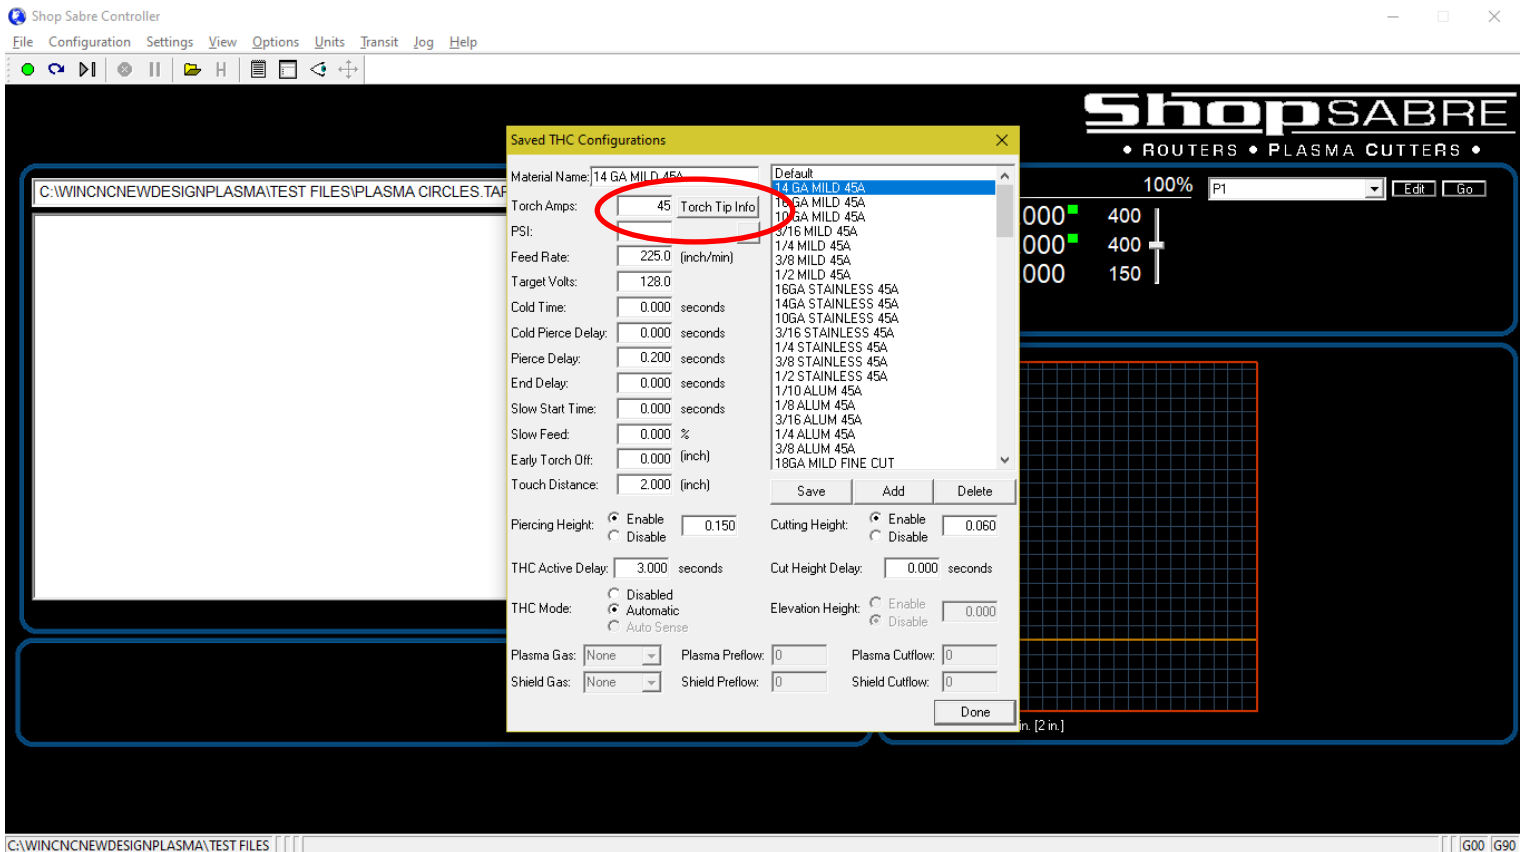 Shop Sabre Controller
File Configuration Settings View Options Units Transit Jog Help
H
ShopSABRE
• ROUTERS • PLASMA CUTTERS •
C:\WINCNCNEWDESIGNPLASMA\TEST FILES\PLASMA CIRCLES.TAP
Saved THC Configurations
Material Name: 14 GA MILD 45A
Torch Amps: 45 Torch Tip Info
PSI:
Feed Rate: 225.0 (inch/min)
Target Volts: 128.0
Cold Time: 0.000 seconds
Cold Pierce Delay: 0.000 seconds
Pierce Delay: 0.200 seconds
End Delay: 0.000 seconds
Slow Start Time: 0.000 seconds
Slow Feed: 0.000 %
Early Torch Off: 0.000 (inch)
Touch Distance: 2.000 (inch)
Default
14 GA MILD 45A
GA MILD 45A
10 GA MILD 45A
3/16 MILD 45A
1/4 MILD 45A
3/8 MILD 45A
1/2 MILD 45A
16GA STAINLESS 45A
14GA STAINLESS 45A
10GA STAINLESS 45A
3/16 STAINLESS 45A
1/4 STAINLESS 45A
3/8 STAINLESS 45A
1/2 STAINLESS 45A
1/10 ALUM 45A
1/8 ALUM 45A
3/16 ALUM 45A
1/4 ALUM 45A
3/8 ALUM 45A
18GA MILD FINE CUT
Save Add Delete
Piercing Height: Enable 0.150
Disable
Cutting Height: Enable 0.060
Disable
THC Active Delay: 3.000 seconds
Cut Height Delay: 0.000 seconds
THC Mode: Disabled
Automatic
Auto Sense
Elevation Height: Enable 0.000
Disable
Plasma Gas: None Plasma Preflow: 0 Plasma Cutflow: 0
Shield Gas: None Shield Preflow: 0 Shield Cutflow: 0
Done
100% P1 Edit Go
000 400
000 400
000 150
in. [2 in.]
C:\WINCNCNEWDESIGNPLASMA\TEST FILES
G00 G90